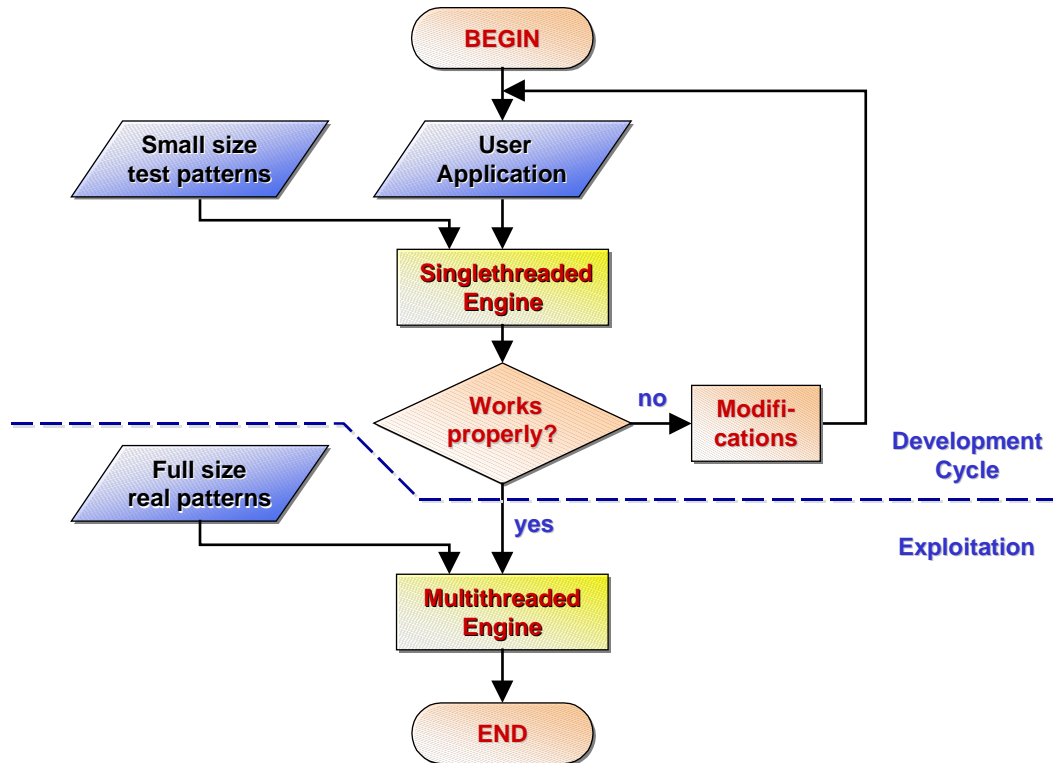 BEGIN
Small size
test patterns
User
Application
Singlethreaded
Engine
Works
properly?
no
Modifi-
cations
Development
Cycle
Full size
real patterns
yes
Exploitation
Multithreaded
Engine
END